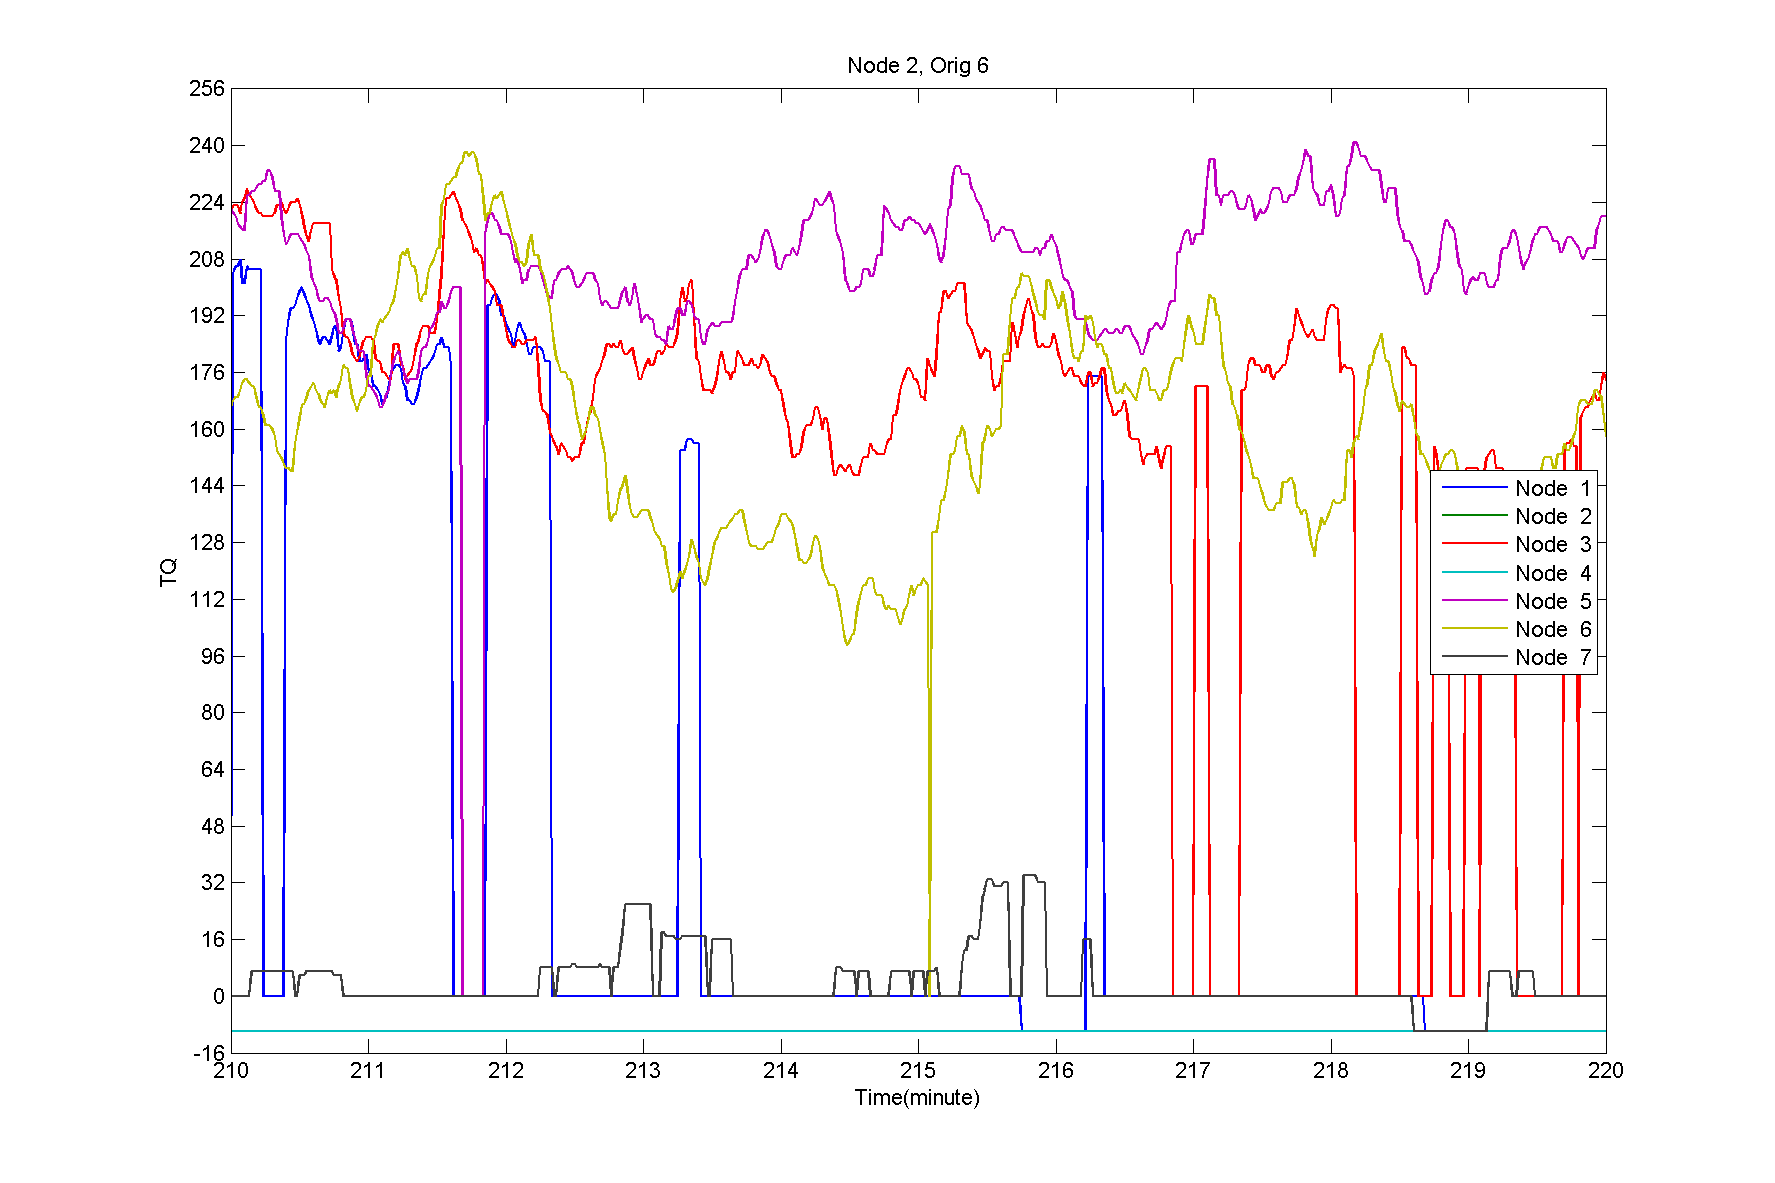 Node 2, Orig 6
256
240
224
208
192
176
160
144
128
112
96
80
64
48
32
16
0
-16
TQ
Node 1
Node 2
Node 3
Node 4
Node 5
Node 6
Node 7
210 211 212 213 214 215 216 217 218 219 220
Time(minute)